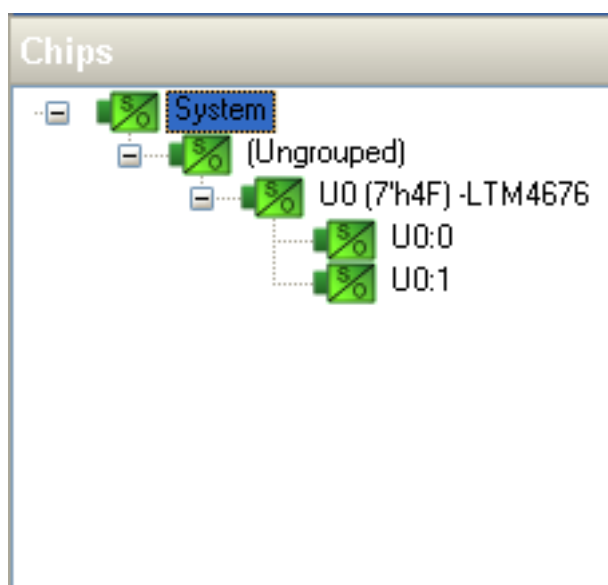 Chips
S/O System
S/O (Ungrouped)
S/O U0 (7'h4F) -LTM4676
S/O U0:0
S/O U0:1